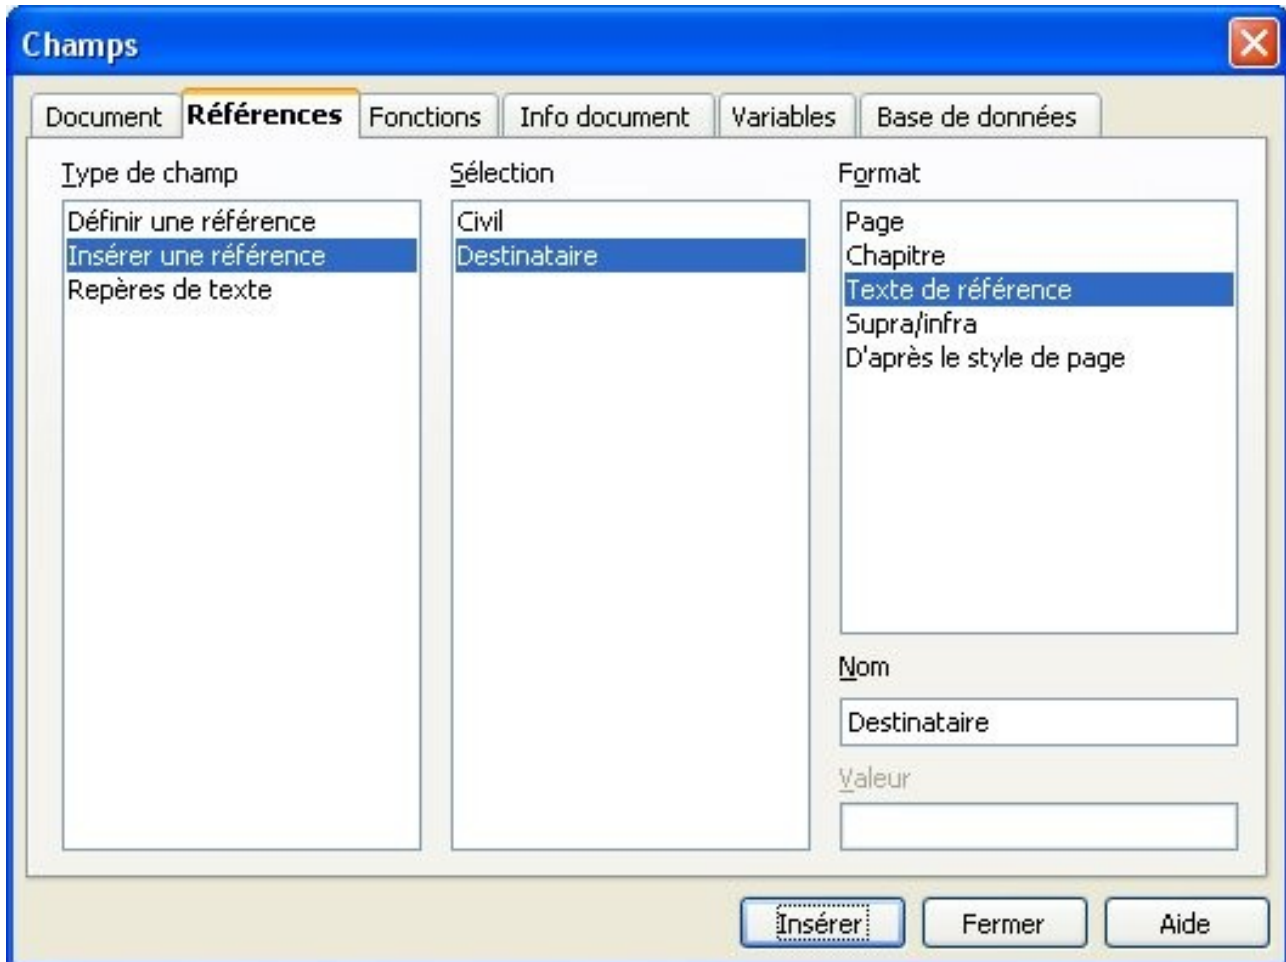 Champs
Document Références Fonctions Info document Variables Base de données
Type de champ
Définir une référence
Insérer une référence
Repères de texte
Sélection
Civil
Destinataire
Format
Page
Chapitre
Texte de référence
Supra/infra
D'après le style de page
Nom
Destinataire
Valeur
Insérer Fermer Aide